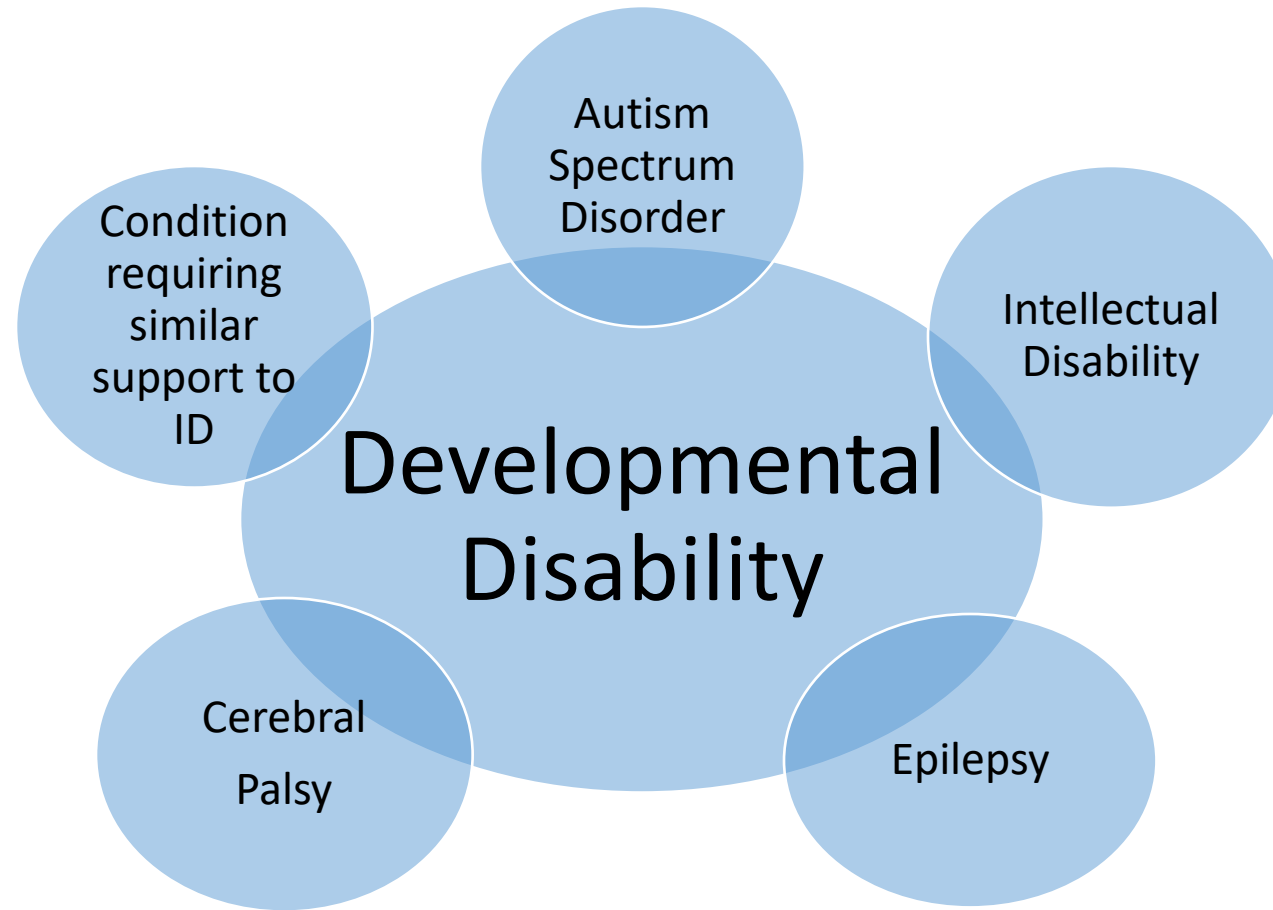 Autism
Spectrum
Disorder
Condition
requiring
similar
support to
ID
Intellectual
Disability
Developmental
Disability
Cerebral
Palsy
Epilepsy